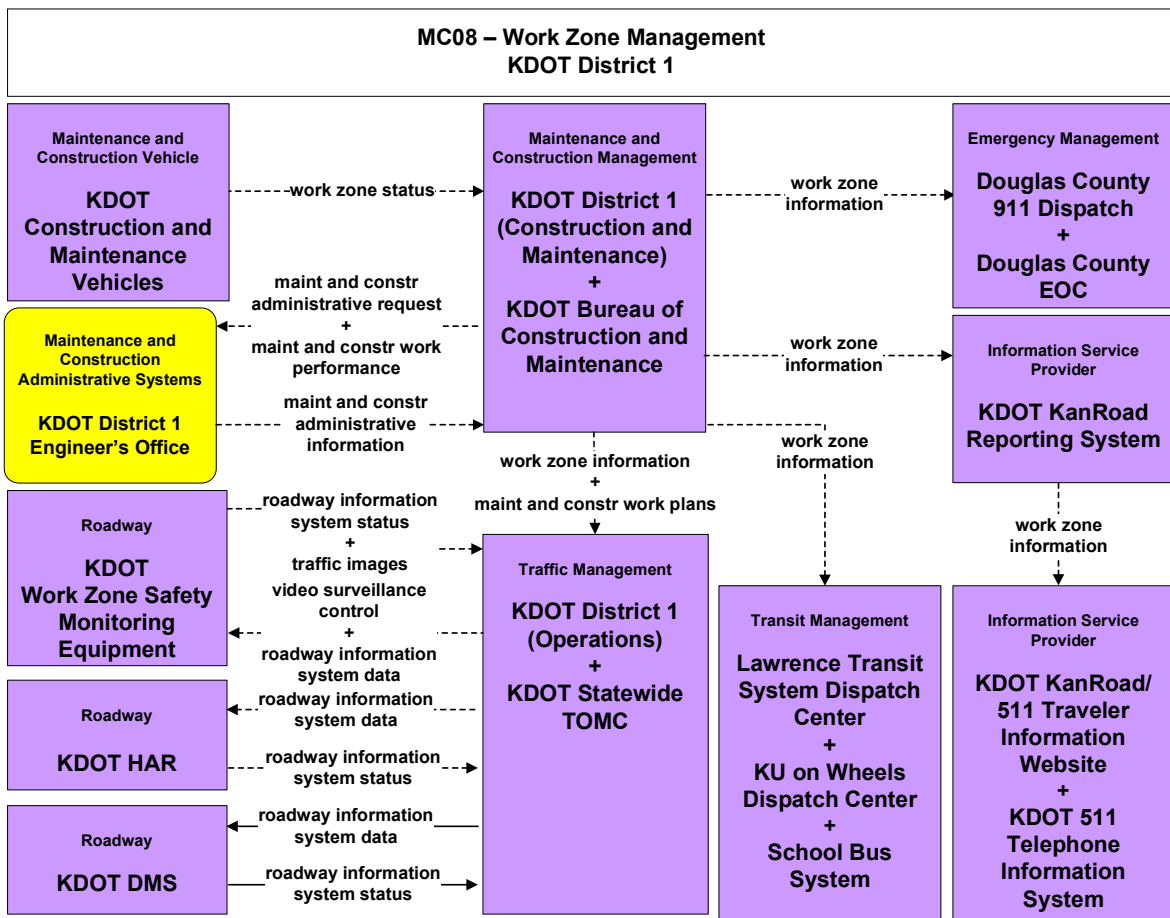 MC08 – Work Zone Management
KDOT District 1
Maintenance and
Construction Vehicle
KDOT
Construction and
Maintenance
Vehicles
work zone status
Maintenance and
Construction Management
KDOT District 1
(Construction and
Maintenance)
+
KDOT Bureau of
Construction and
Maintenance
work zone
information
Emergency Management
Douglas County
911 Dispatch
+
Douglas County
EOC
maint and constr
administrative request
+
maint and constr work
performance
Maintenance and
Construction
Administrative Systems
KDOT District 1
Engineer's Office
maint and constr
administrative
information
work zone
information
Information Service
Provider
KDOT KanRoad
Reporting System
work zone information
+
maint and constr work plans
work zone
information
work zone
information
Roadway
KDOT
Work Zone Safety
Monitoring
Equipment
roadway information
system status
+
traffic images
video surveillance
control
+
roadway information
system data
Traffic Management
KDOT District 1
(Operations)
+
KDOT Statewide
TOMC
Transit Management
Lawrence Transit
System Dispatch
Center
+
KU on Wheels
Dispatch Center
+
School Bus
System
Information Service
Provider
KDOT KanRoad/
511 Traveler
Information
Website
+
KDOT 511
Telephone
Information
System
Roadway
KDOT HAR
roadway information
system data
roadway information
system status
Roadway
KDOT DMS
roadway information
system data
roadway information
system status